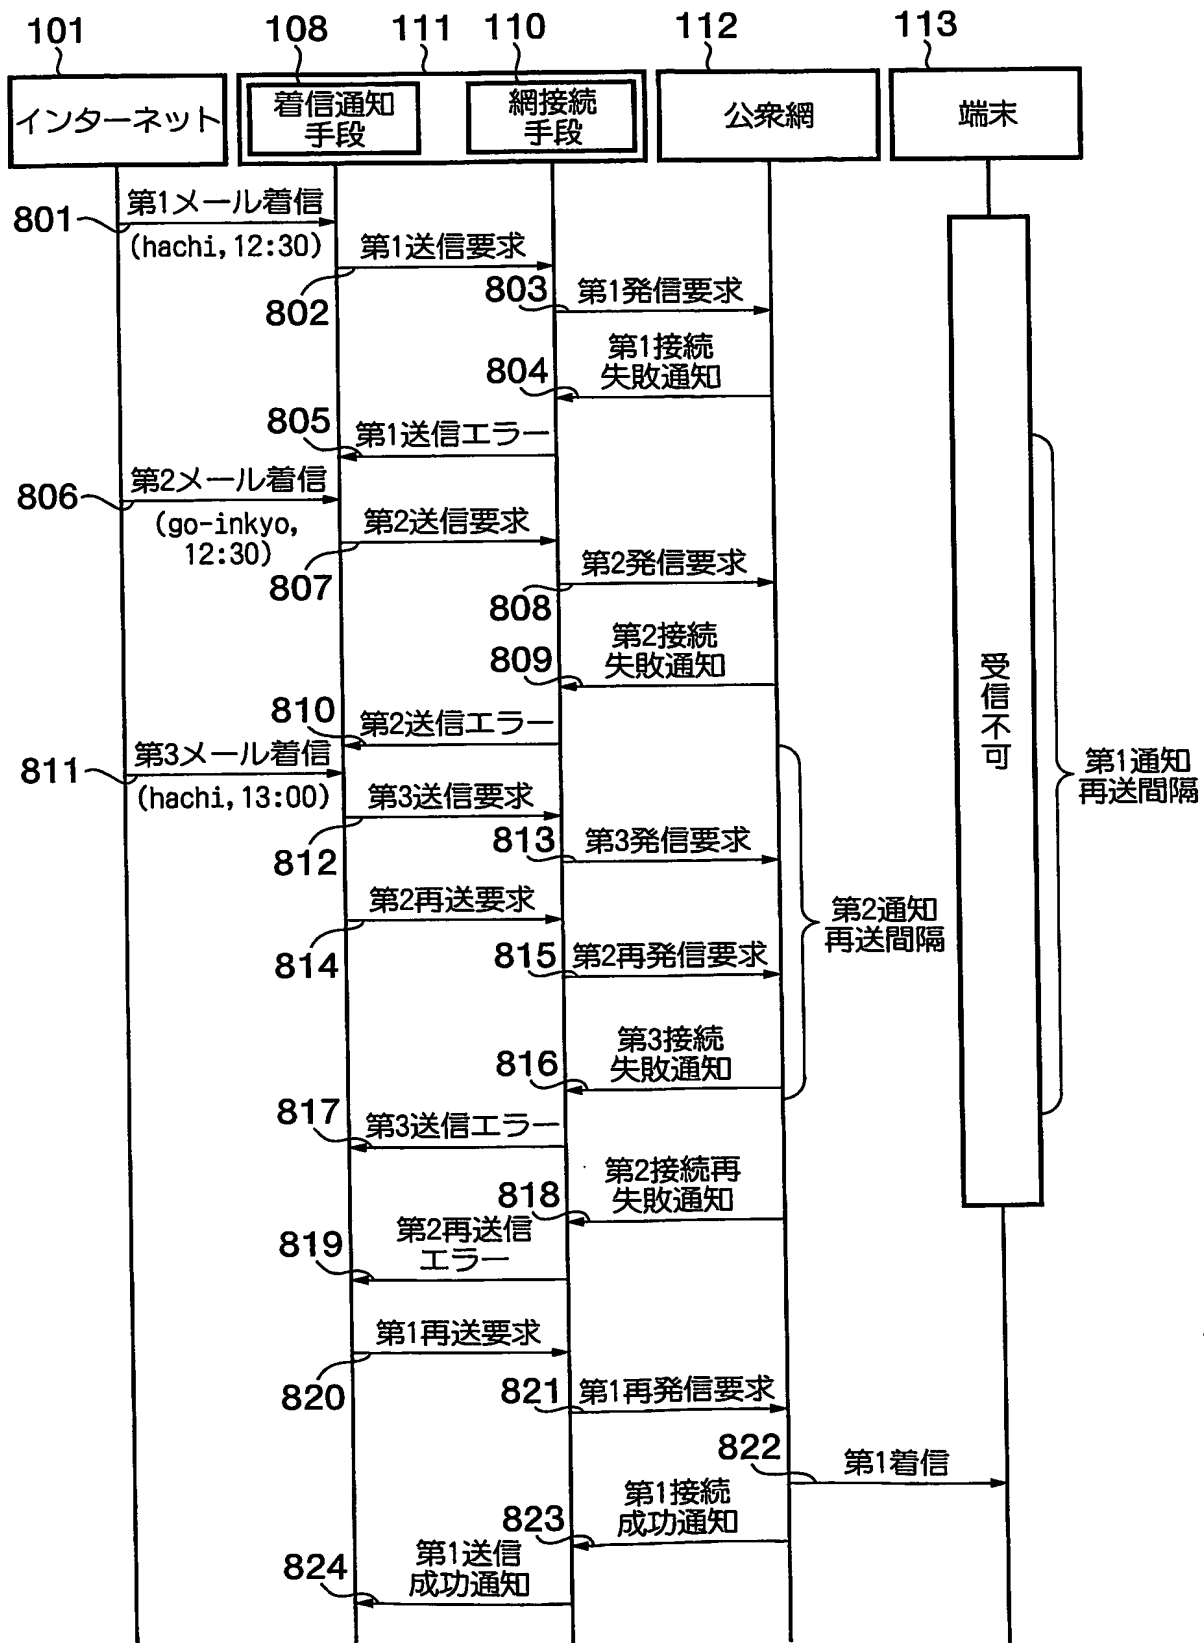 101
108
111
110
112
113
インターネット
着信通知
手段
網接続
手段
公衆網
端末
第1メール着信
801
(hachi,12:30)
第1送信要求
802
803
第1発信要求
第1接続
失敗通知
804
805
第1送信エラー
第2メール着信
806
(go-inkyo,
12:30)
第2送信要求
807
第2発信要求
808
第2接続
失敗通知
809
受信不可
810
第2送信エラー
第3メール着信
811
(hachi,13:00)
第1通知
再送間隔
第3送信要求
812
813
第3発信要求
第2再送要求
814
第2通知
再送間隔
815
第2再発信要求
第3接続
失敗通知
816
817
第3送信エラー
第2接続再
失敗通知
818
第2再送信
エラー
819
第1再送要求
820
821
第1再発信要求
822
第1着信
第1接続
成功通知
823
第1送信
成功通知
824